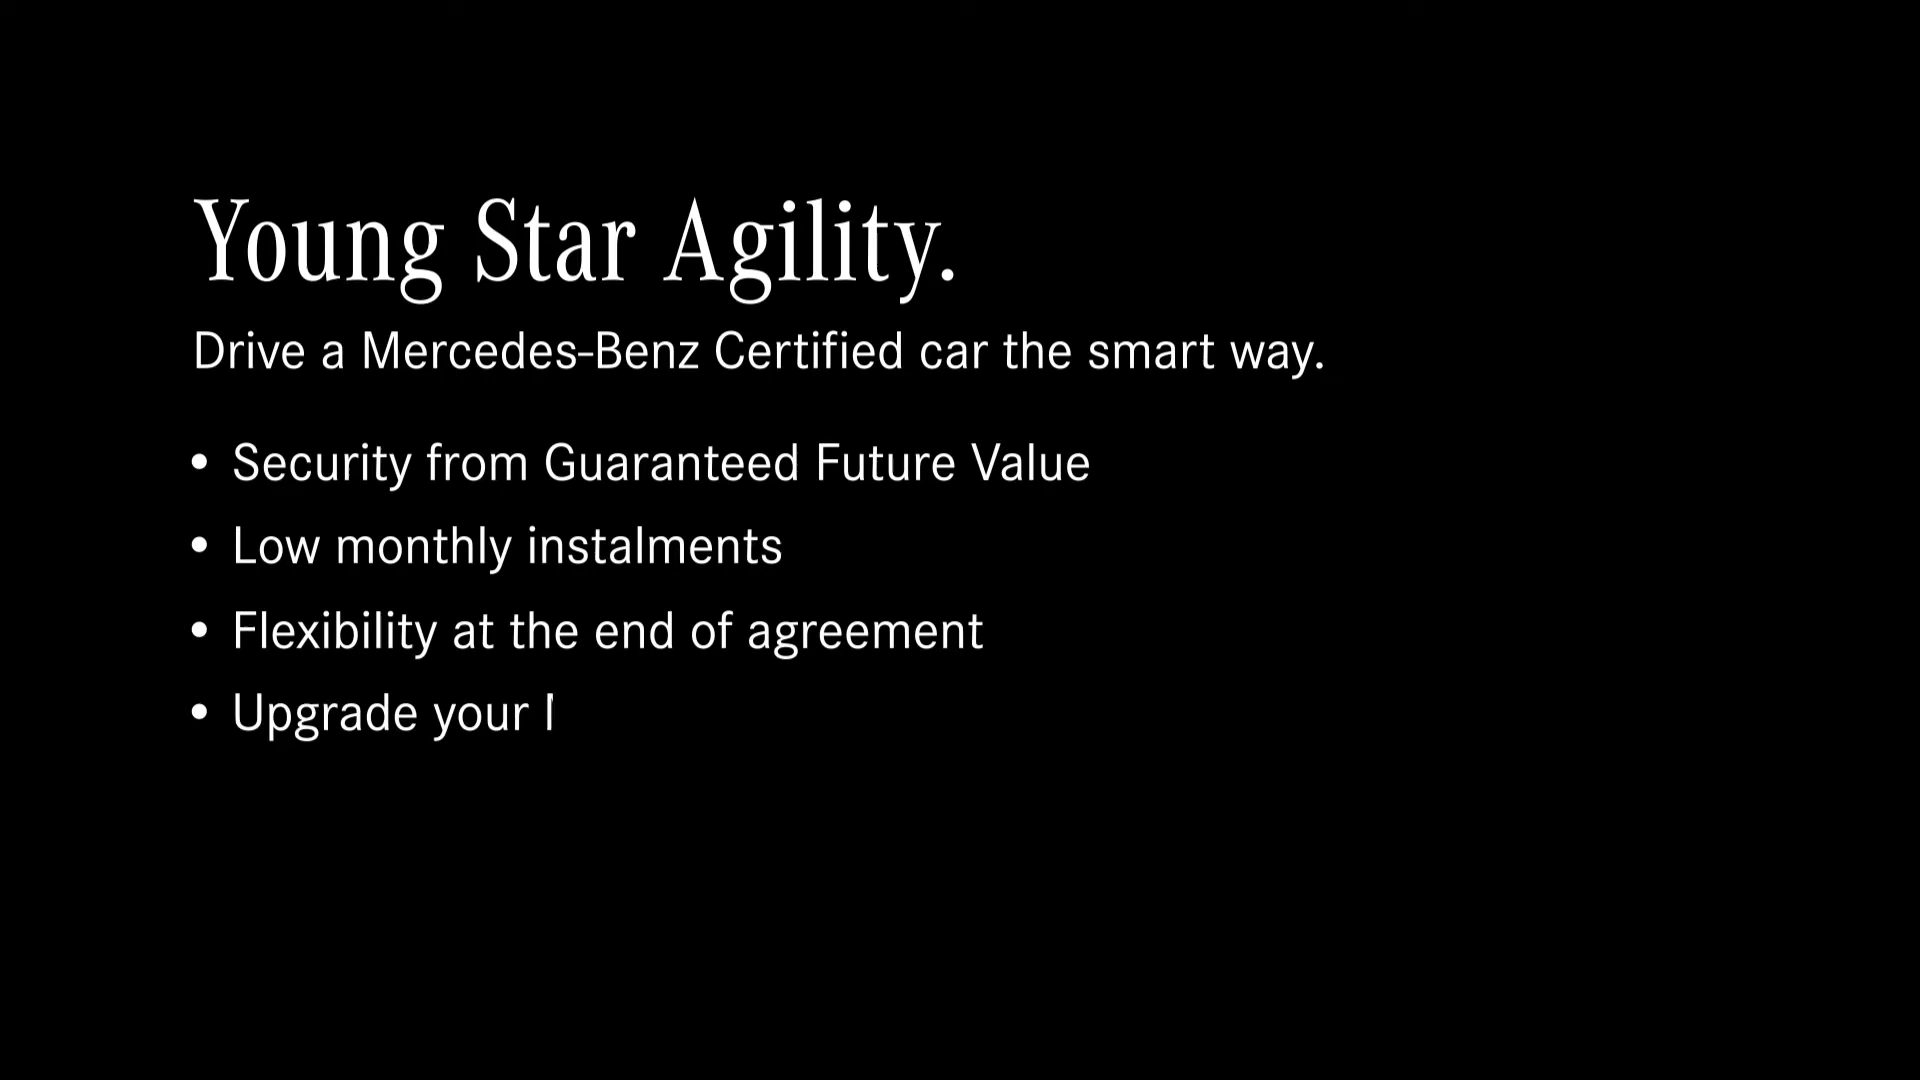 Young Star Agility.
Drive a Mercedes-Benz Certified car the smart way.
• Security from Guaranteed Future Value
• Low monthly instalments
• Flexibility at the end of agreement
• Upgrade your